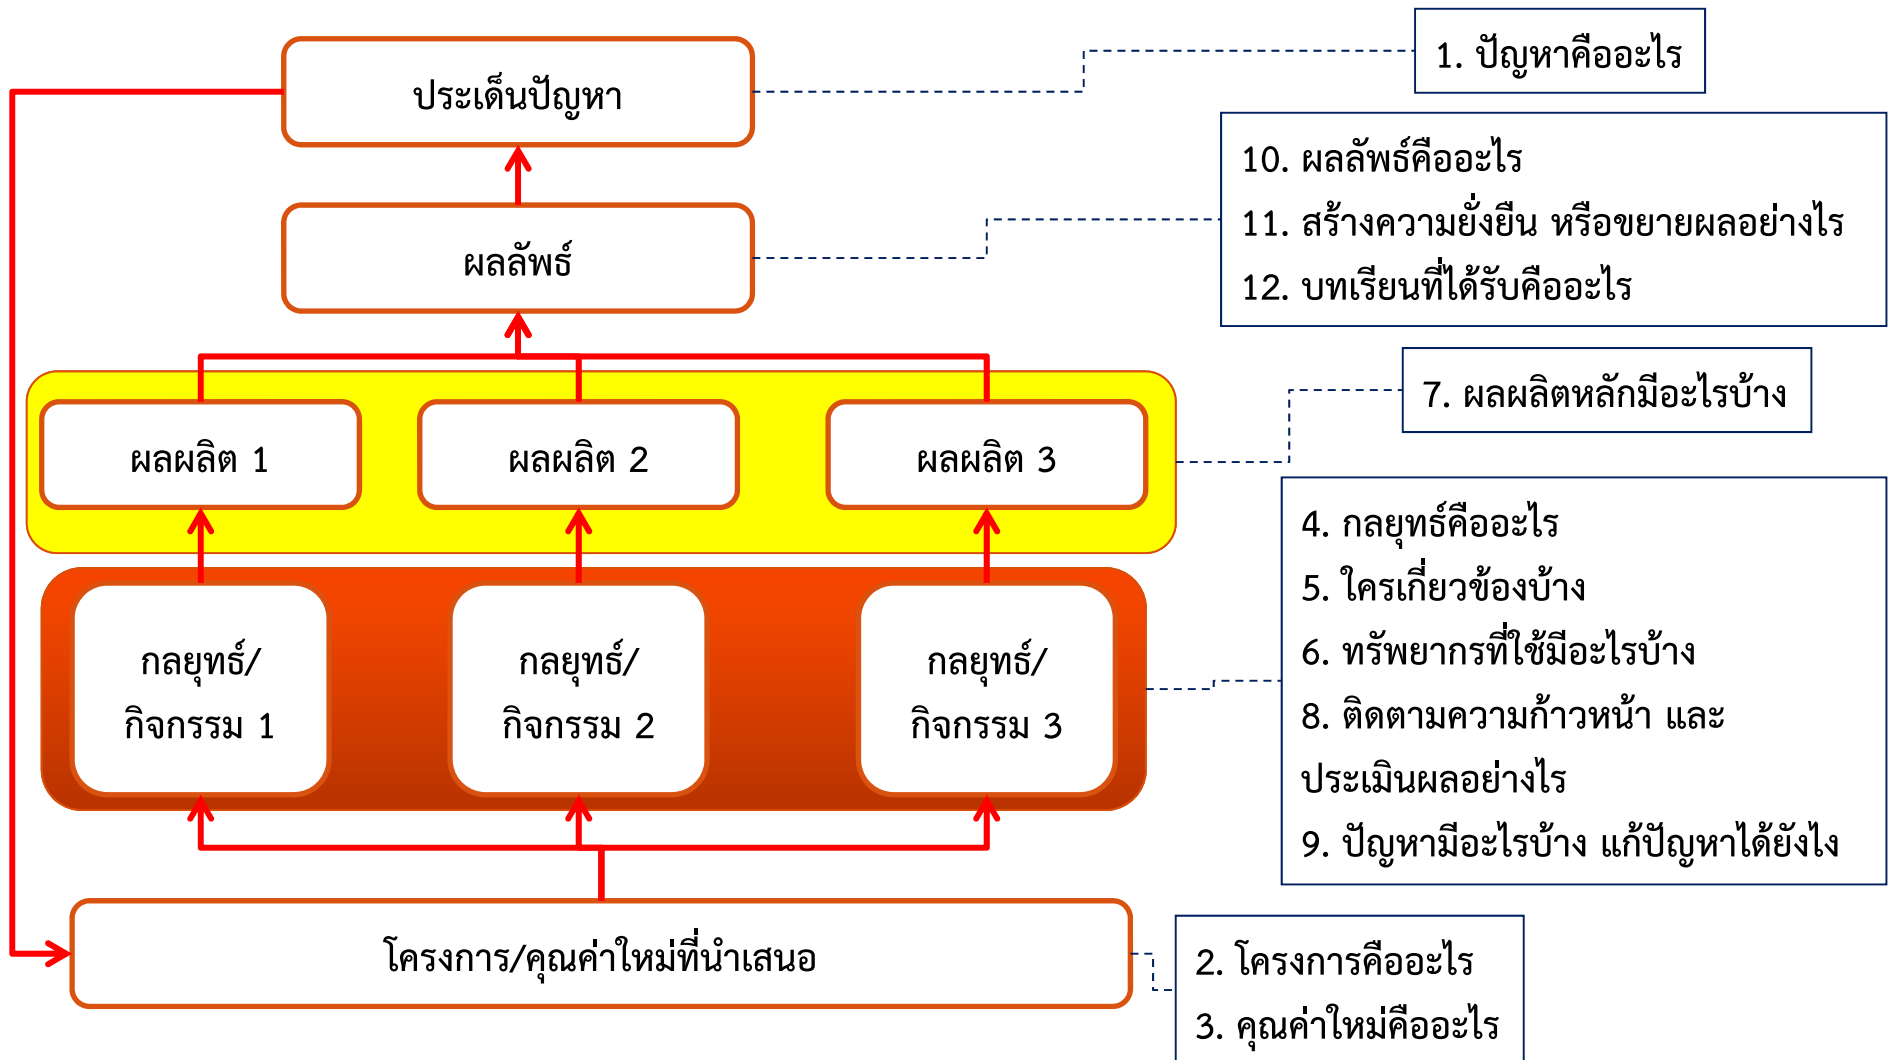 ประเด็นปัญหา
1. ปัญหาคืออะไร
ผลลัพธ์
10. ผลลัพธ์คืออะไร
11. สร้างความยั่งยืน หรือขยายผลอย่างไร
12. บทเรียนที่ได้รับคืออะไร
ผลผลิต 1
ผลผลิต 2
ผลผลิต 3
7. ผลผลิตหลักมีอะไรบ้าง
กลยุทธ์/
กิจกรรม 1
กลยุทธ์/
กิจกรรม 2
กลยุทธ์/
กิจกรรม 3
4. กลยุทธ์คืออะไร
5. ใครเกี่ยวข้องบ้าง
6. ทรัพยากรที่ใช้มีอะไรบ้าง
8. ติดตามความก้าวหน้า และ
ประเมินผลอย่างไร
9. ปัญหามีอะไรบ้าง แก้ปัญหาได้ยังไง
โครงการ/คุณค่าใหม่ที่นำเสนอ
2. โครงการคืออะไร
3. คุณค่าใหม่คืออะไร